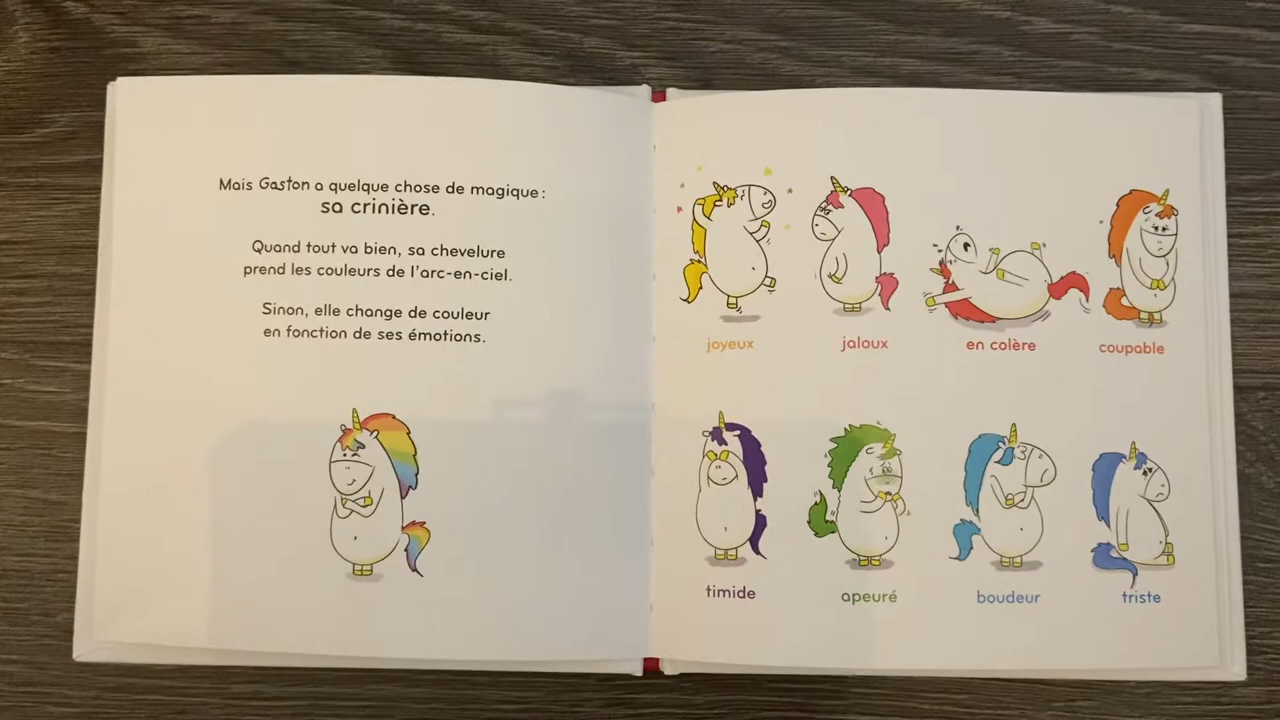 Mais Gaston a quelque chose de magique :
sa crinière.
Quand tout va bien, sa chevelure
prend les couleurs de l'arc-en-ciel.
Sinon, elle change de couleur
en fonction de ses émotions.
joyeux
jaloux
en colère
coupable
timide
apeuré
boudeur
triste